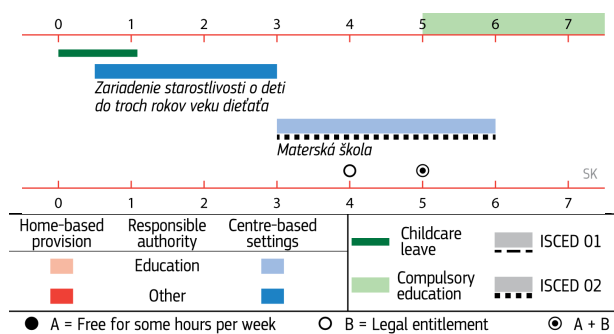 0 1 2 3 4 5 6 7
Zariadenie starostlivosti o deti
do troch rokov veku dieťaťa
Materská škola
SK
0 1 2 3 4 5 6 7
Home-based provision
Responsible authority
Centre-based settings
Education
Other
Childcare leave
Compulsory education
ISCED 01
ISCED 02
A = Free for some hours per week
B = Legal entitlement
A + B